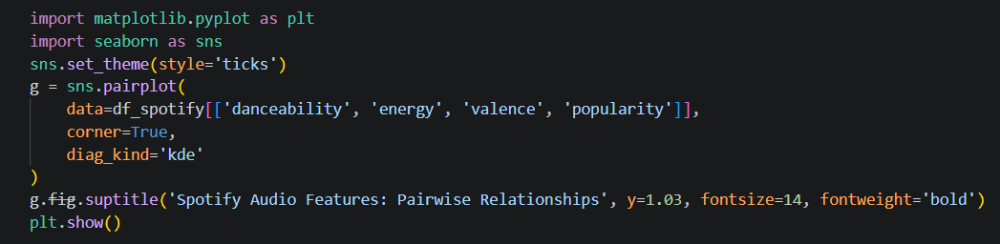 import matplotlib.pyplot as plt
import seaborn as sns
sns.set_theme(style='ticks')
g = sns.pairplot(
    data=df_spotify[['danceability', 'energy', 'valence', 'popularity']],
    corner=True,
    diag_kind='kde'
)
g.fig.suptitle('Spotify Audio Features: Pairwise Relationships', y=1.03, fontsize=14, fontweight='bold')
plt.show()